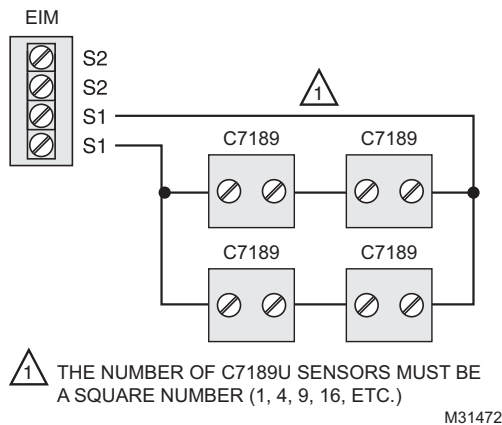 EIM
S2
S2
S1
S1
1
C7189
C7189
C7189
C7189
1 THE NUMBER OF C7189U SENSORS MUST BE
A SQUARE NUMBER (1, 4, 9, 16, ETC.)
M31472